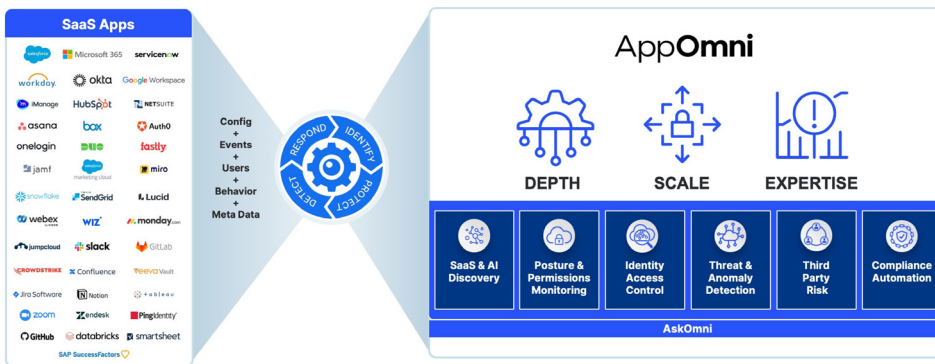 SaaS Apps
salesforce Microsoft 365 servicenow
workday. okta Google Workspace
iManage HubSpot NETSUITE
asana box Auth0
onelogin DUO fastly
jamf salesforce marketing cloud miro
snowflake SendGrid Lucid
webex WIZ monday.com
jumpcloud slack GitLab
CROWDSTRIKE Confluence Veeva Vault
Jira Software Notion +ableau
zoom zendesk PingIdentity
GitHub databricks smartsheet
SAP SuccessFactors
Config
+
Events
+
Users
+
Behavior
+
Meta Data
RESPOND
IDENTIFY
PROTECT
DETECT
AppOmni
DEPTH
SCALE
EXPERTISE
SaaS & AI
Discovery
Posture &
Permissions
Monitoring
Identity
Access
Control
Threat &
Anomaly
Detection
Third
Party
Risk
Compliance
Automation
AskOmni